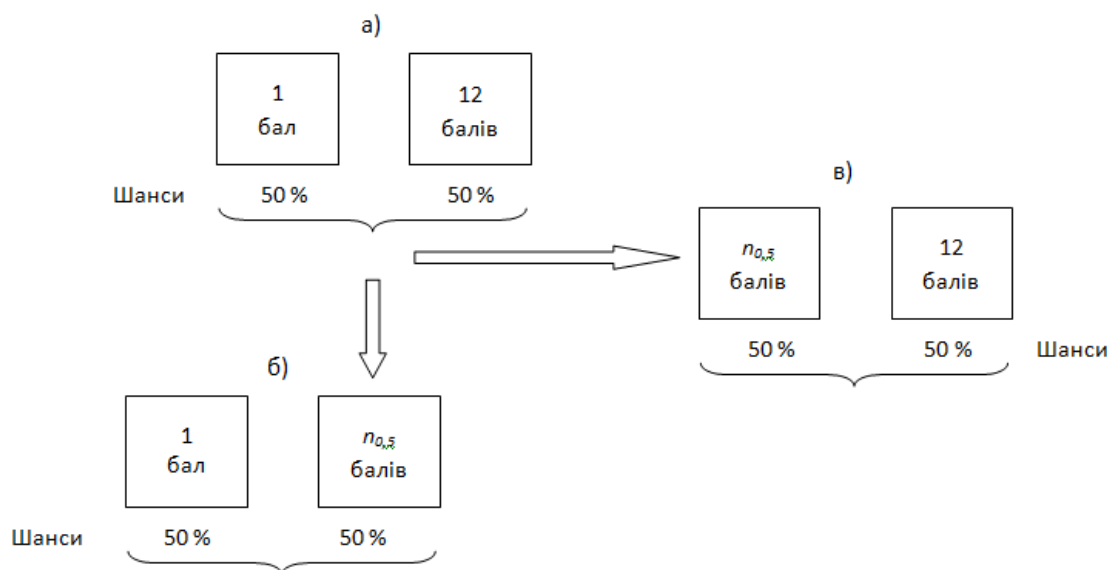 а)
1 12
бал балів
Шанси 50 % 50 %
в)
n0,5 12
балів балів
50 % 50 % Шанси
б)
1 n0,5
бал балів
Шанси 50 % 50 %